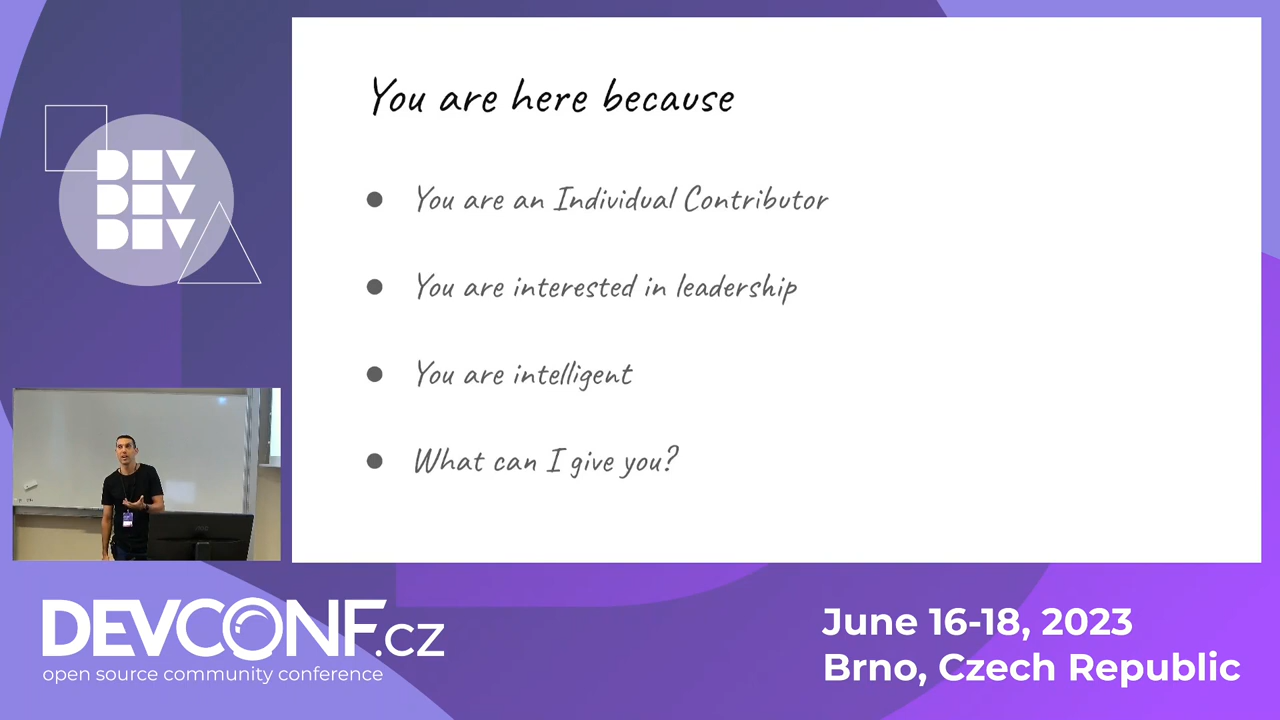 You are here because
● You are an Individual Contributor
● You are interested in leadership
● You are intelligent
● What can I give you?
DEV
DEV
DEV
DEVCONF.cz
open source community conference
June 16-18, 2023
Brno, Czech Republic